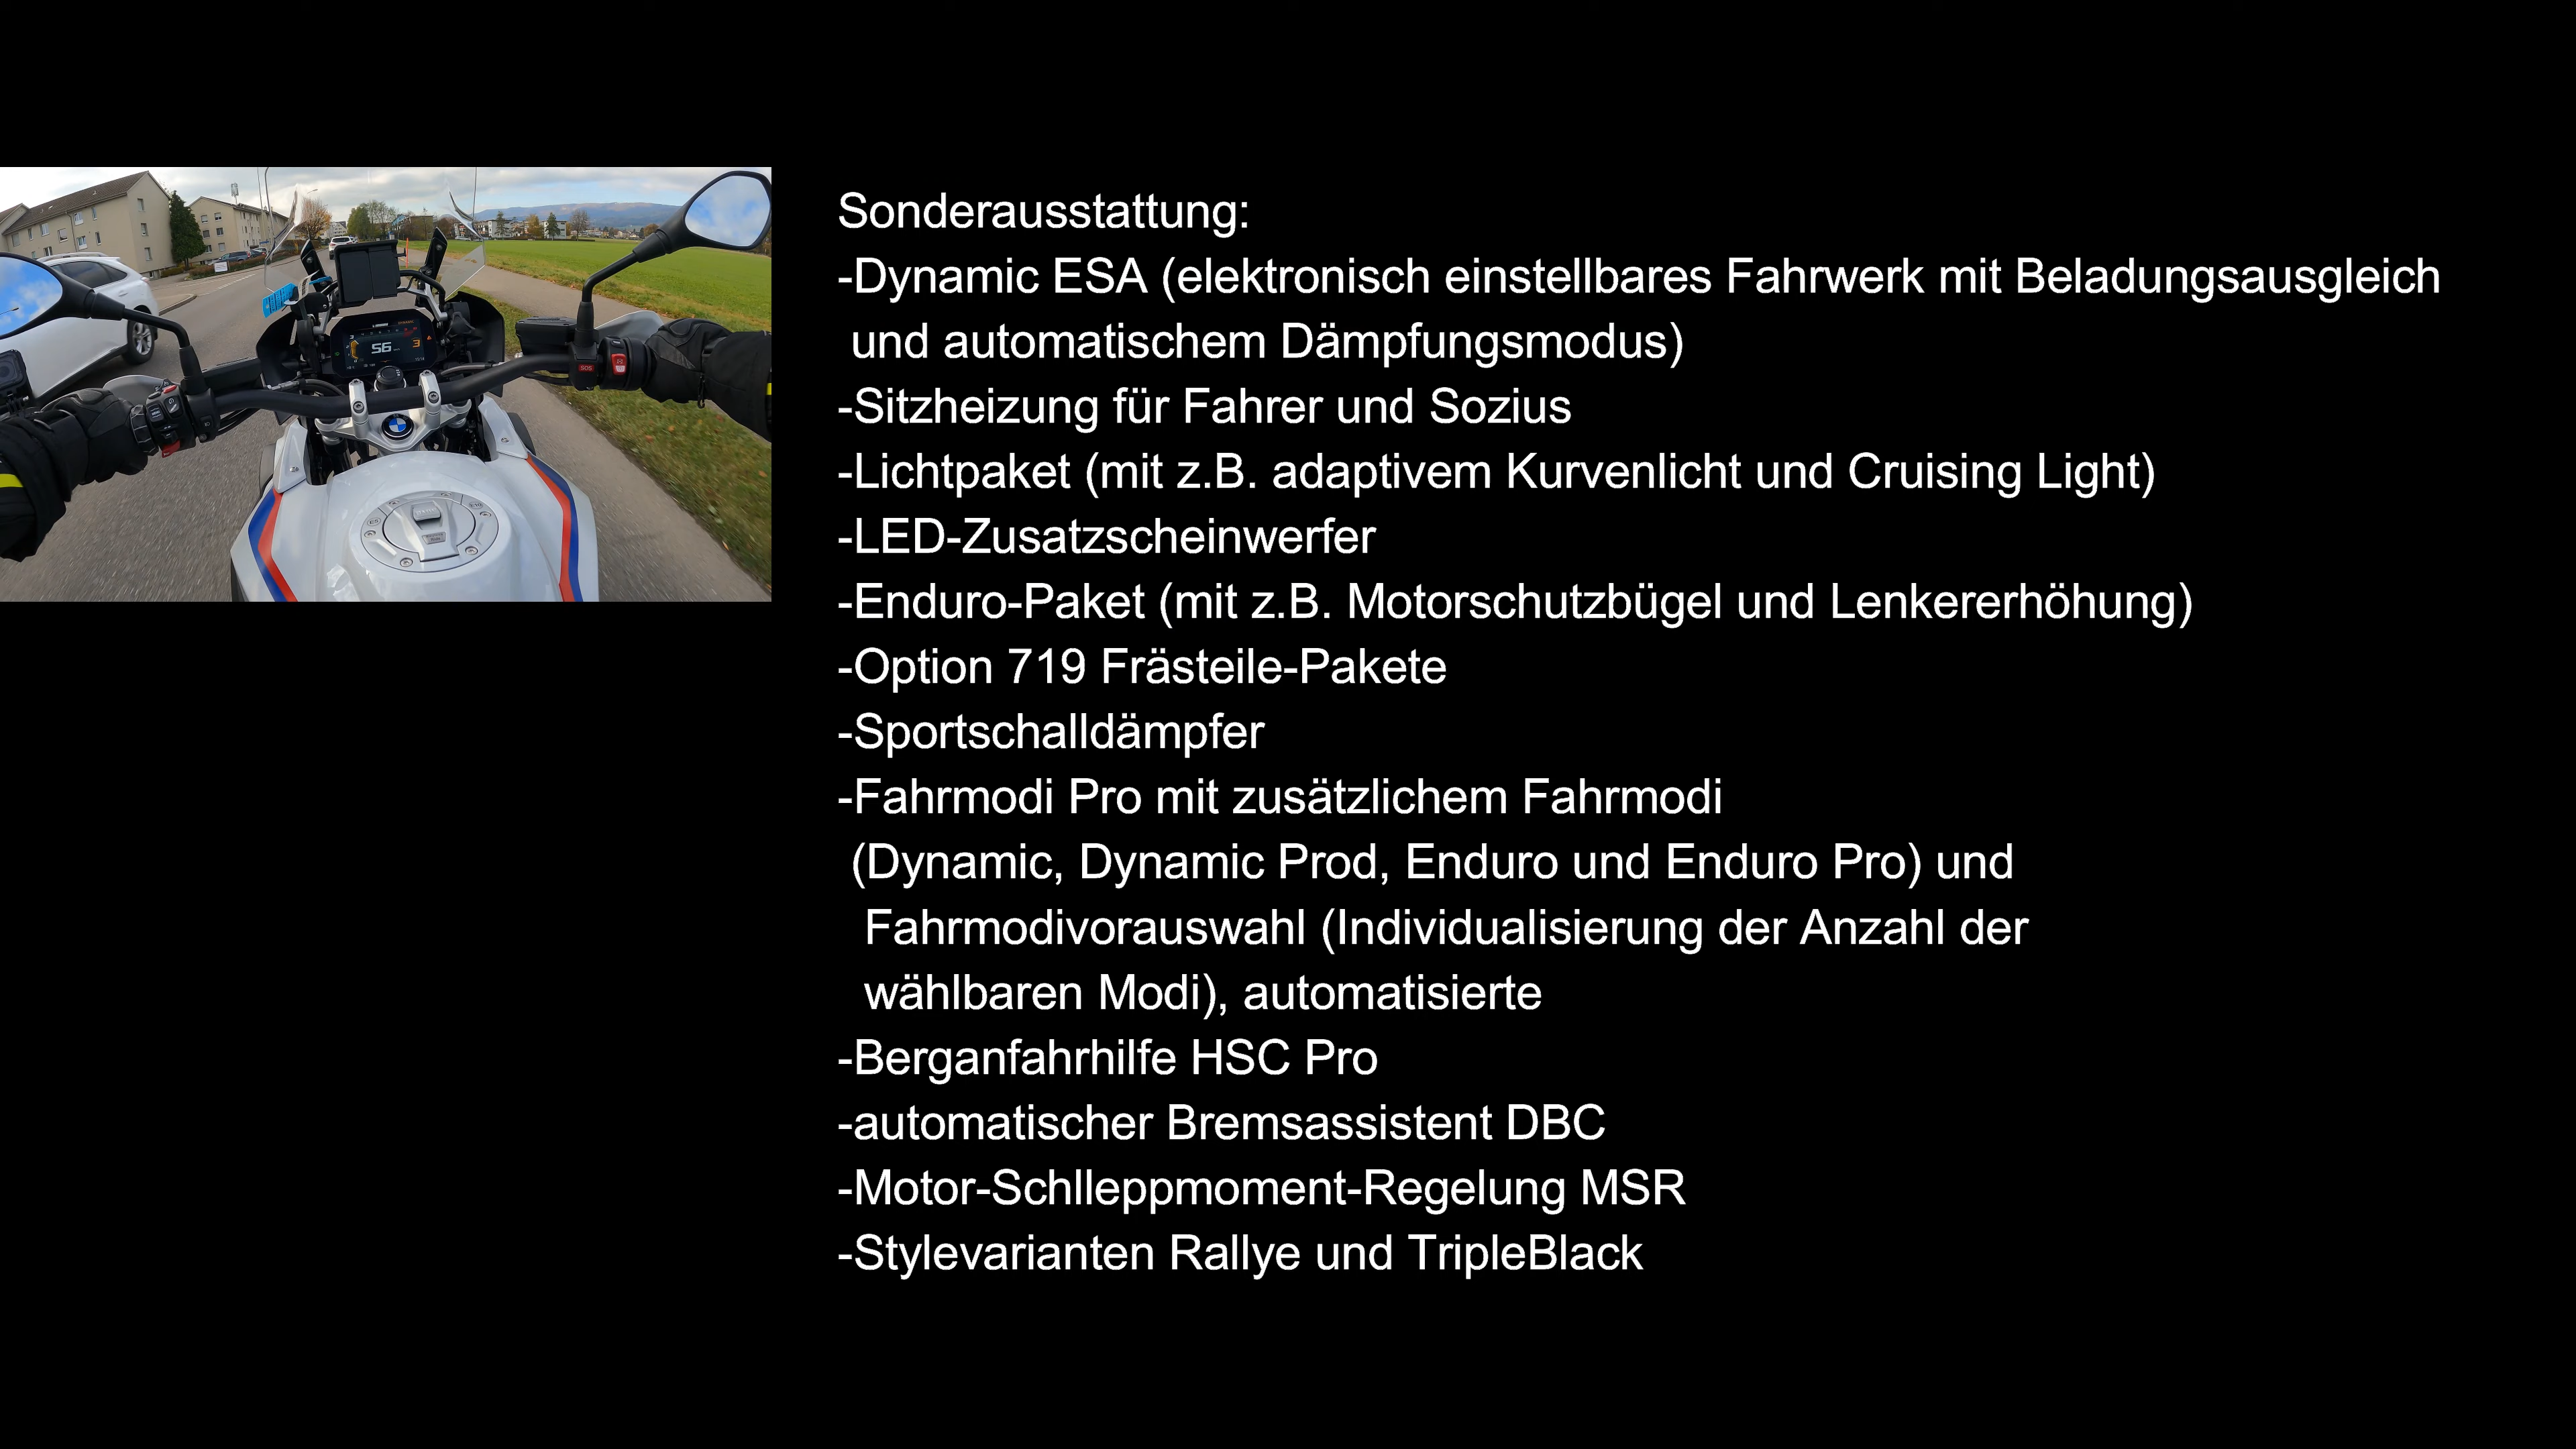 Sonderausstattung:
-Dynamic ESA (elektronisch einstellbares Fahrwerk mit Beladungsausgleich
und automatischem Dämpfungsmodus)
-Sitzheizung für Fahrer und Sozius
-Lichtpaket (mit z.B. adaptivem Kurvenlicht und Cruising Light)
-LED-Zusatzscheinwerfer
-Enduro-Paket (mit z.B. Motorschutzbügel und Lenkererhöhung)
-Option 719 Frästeile-Pakete
-Sportschalldämpfer
-Fahrmodi Pro mit zusätzlichem Fahrmodi
(Dynamic, Dynamic Prod, Enduro und Enduro Pro) und
Fahrmodivorauswahl (Individualisierung der Anzahl der
wählbaren Modi), automatisierte
-Berganfahrhilfe HSC Pro
-automatischer Bremsassistent DBC
-Motor-Schlleppmoment-Regelung MSR
-Stylevarianten Rallye und TripleBlack
56
3
SOS